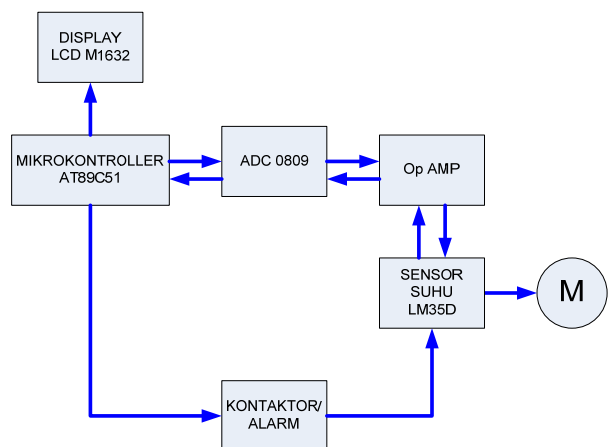 DISPLAY
LCD M1632
MIKROKONTROLLER
AT89C51
ADC 0809
Op AMP
SENSOR
SUHU
LM35D
M
KONTAKTOR/
ALARM